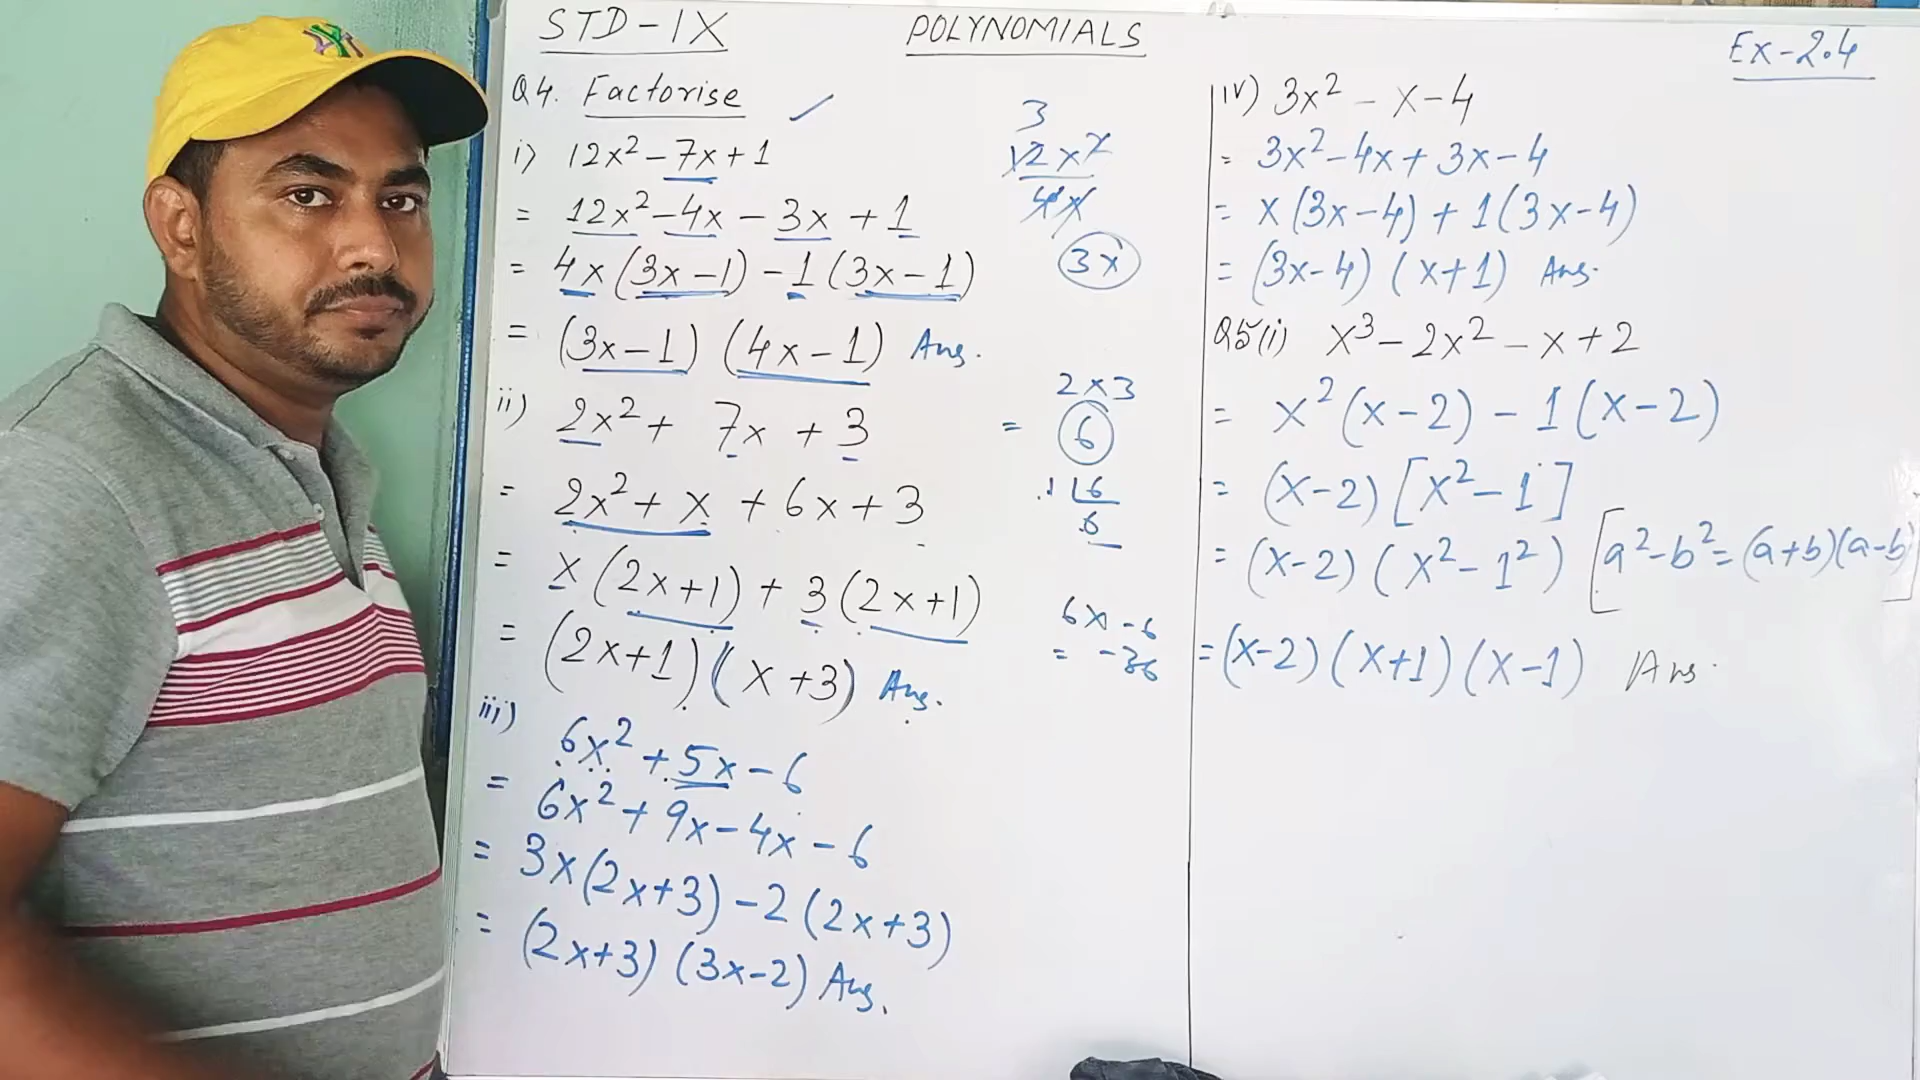 STD-IX
POLYNOMIALS
Ex-2.4
Q4. Factorise
i) 12x² - 7x + 1
= 12x² - 4x - 3x + 1
= 4x (3x-1) - 1 (3x-1)
= (3x-1) (4x-1) Ans.
3
12x²
4x
3x
ii) 2x² + 7x + 3
= 2x² + x + 6x + 3
= x (2x+1) + 3 (2x+1)
= (2x+1) (x+3) Ans.
2x3
= 6
1 6
6
iii) 6x² + 5x - 6
= 6x² + 9x - 4x - 6
= 3x (2x+3) - 2 (2x+3)
= (2x+3) (3x-2) Ans.
6x-6
= -36
iv) 3x² - x - 4
= 3x² - 4x + 3x - 4
= x (3x-4) + 1 (3x-4)
= (3x-4) (x+1) Ans.
Q5(i) x³ - 2x² - x + 2
= x² (x-2) - 1 (x-2)
= (x-2) [x² - 1]
= (x-2) (x² - 1²) [a² - b² = (a+b) (a-b)]
= (x-2) (x+1) (x-1) Ans.